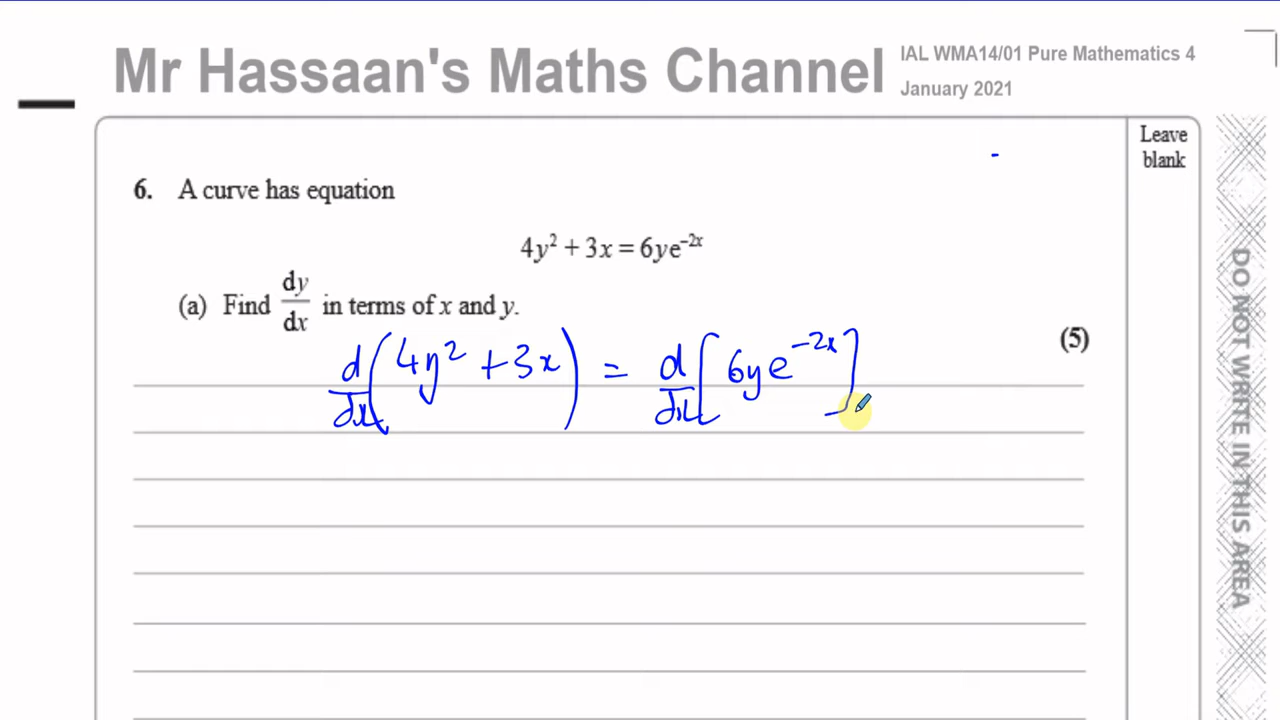 Mr Hassaan's Maths Channel
IAL WMA14/01 Pure Mathematics 4
January 2021
Leave
blank
6. A curve has equation
4y² + 3x = 6ye⁻²ˣ
(a) Find dy/dx in terms of x and y.
(5)
d/dx(4y² + 3x) = d/dx[6ye⁻²ˣ]
DO NOT WRITE IN THIS AREA